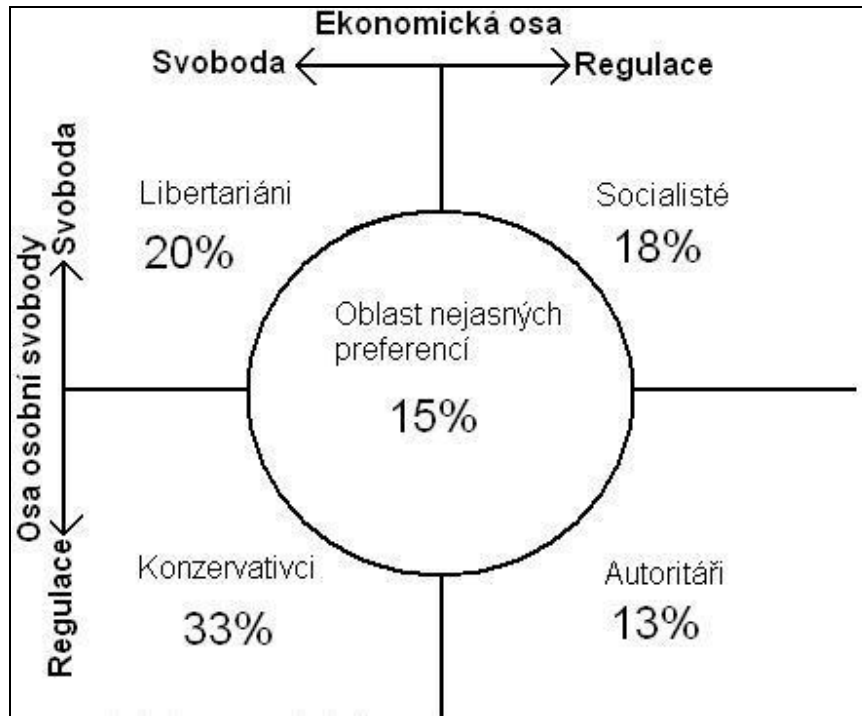 Ekonomická osa
Svoboda
Regulace
Osa osobní svobody
Svoboda
Regulace
Libertariáni
20%
Socialisté
18%
Oblast nejasných
preferencí
15%
Konzervativci
33%
Autoritáři
13%